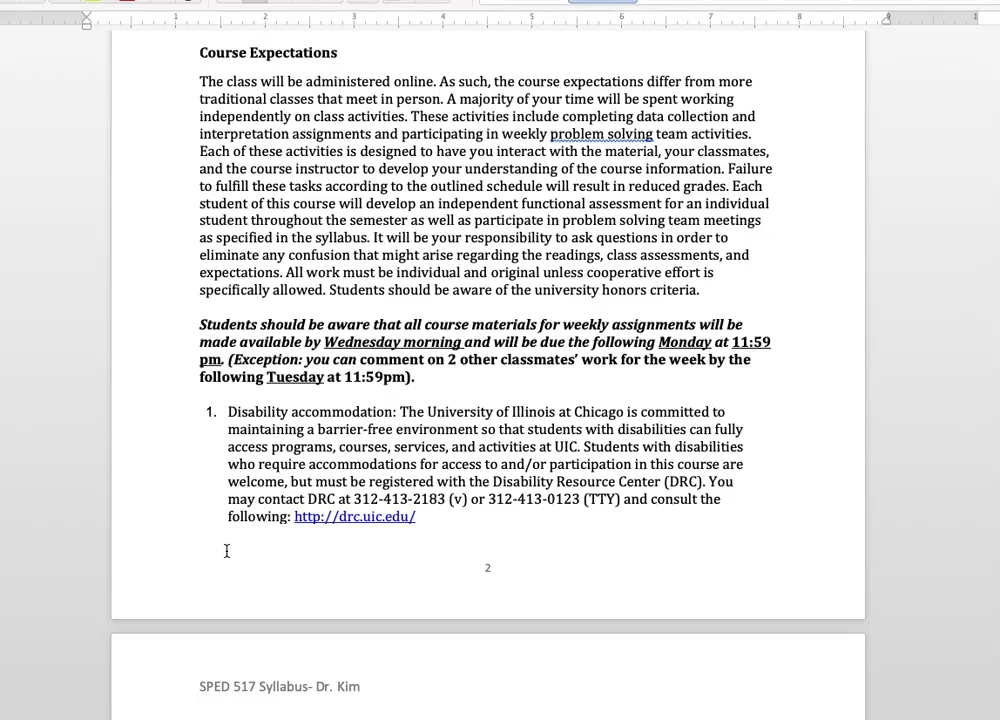 1 2 3 4 5 6 7 8 9 1
Course Expectations
The class will be administered online. As such, the course expectations differ from more
traditional classes that meet in person. A majority of your time will be spent working
independently on class activities. These activities include completing data collection and
interpretation assignments and participating in weekly problem solving team activities.
Each of these activities is designed to have you interact with the material, your classmates,
and the course instructor to develop your understanding of the course information. Failure
to fulfill these tasks according to the outlined schedule will result in reduced grades. Each
student of this course will develop an independent functional assessment for an individual
student throughout the semester as well as participate in problem solving team meetings
as specified in the syllabus. It will be your responsibility to ask questions in order to
eliminate any confusion that might arise regarding the readings, class assessments, and
expectations. All work must be individual and original unless cooperative effort is
specifically allowed. Students should be aware of the university honors criteria.
Students should be aware that all course materials for weekly assignments will be
made available by Wednesday morning and will be due the following Monday at 11:59
pm. (Exception: you can comment on 2 other classmates’ work for the week by the
following Tuesday at 11:59pm).
1. Disability accommodation: The University of Illinois at Chicago is committed to
maintaining a barrier-free environment so that students with disabilities can fully
access programs, courses, services, and activities at UIC. Students with disabilities
who require accommodations for access to and/or participation in this course are
welcome, but must be registered with the Disability Resource Center (DRC). You
may contact DRC at 312-413-2183 (v) or 312-413-0123 (TTY) and consult the
following: http://drc.uic.edu/
2
SPED 517 Syllabus- Dr. Kim